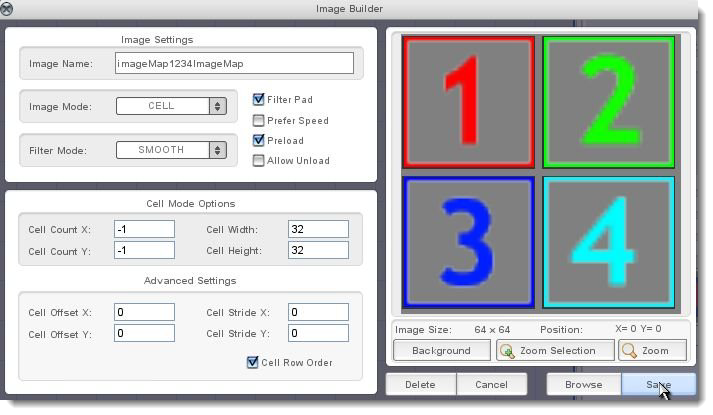 Image Builder
Image Settings
Image Name: imageMap1234ImageMap
Image Mode: CELL
Filter Mode: SMOOTH
Filter Pad
Prefer Speed
Preload
Allow Unload
Cell Mode Options
Cell Count X: -1 Cell Width: 32
Cell Count Y: -1 Cell Height: 32
Advanced Settings
Cell Offset X: 0 Cell Stride X: 0
Cell Offset Y: 0 Cell Stride Y: 0
Cell Row Order
1 2
3 4
Image Size: 64 x 64 Position: X= 0 Y= 0
Background Zoom Selection Zoom
Delete Cancel Browse Save